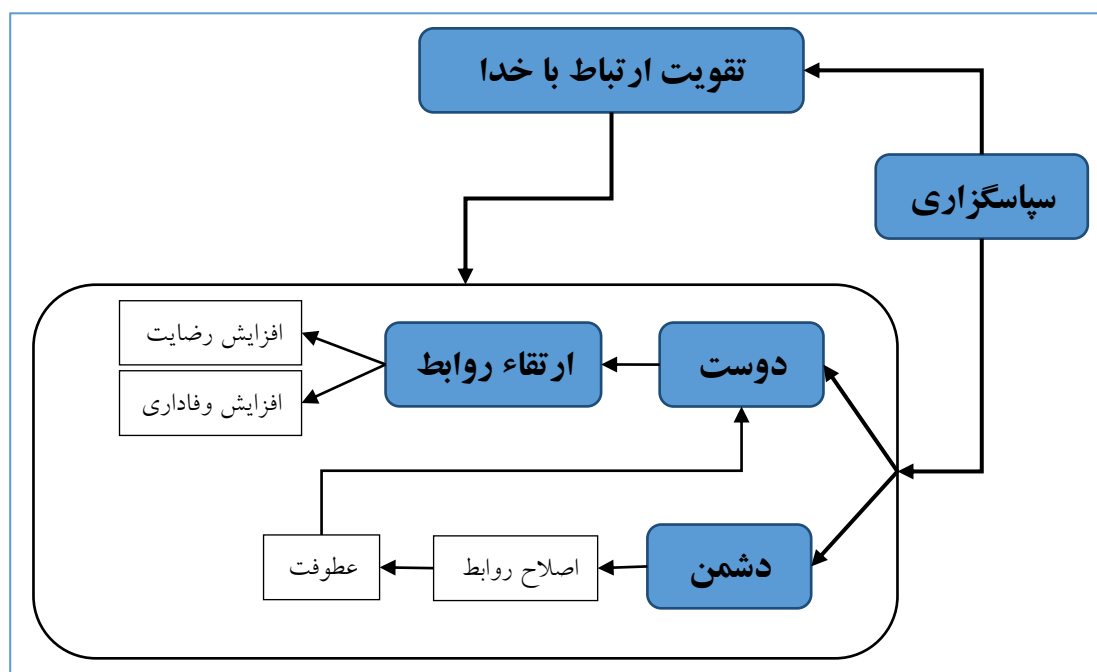 تقویت ارتباط با خدا
سپاسگزاری
دوست
ارتقاء روابط
افزایش رضایت
افزایش وفاداری
دشمن
اصلاح روابط
عطوفت